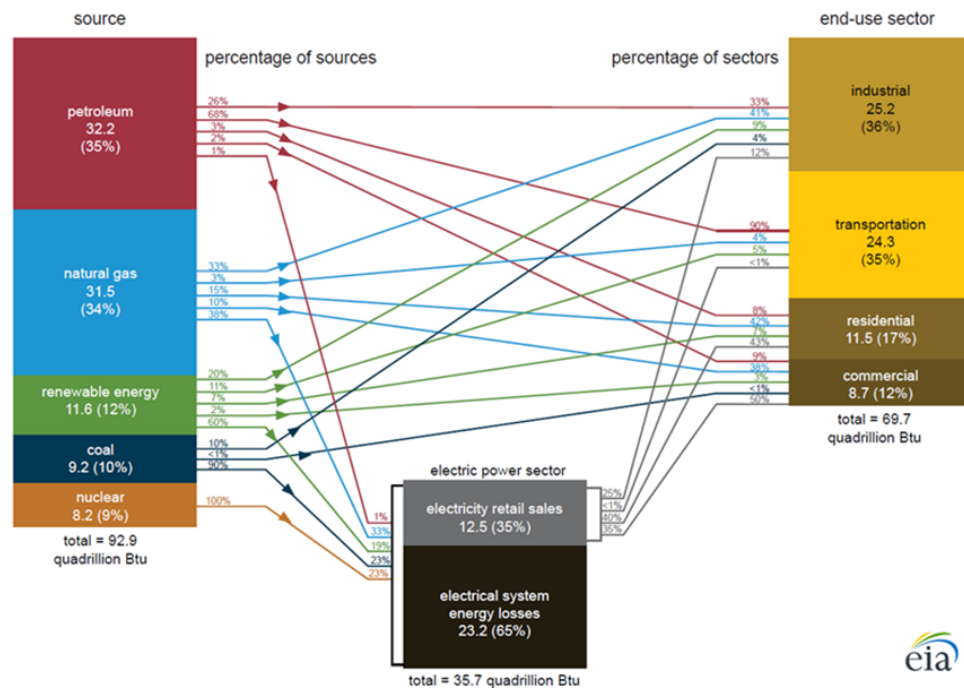 source
end-use sector
percentage of sources
percentage of sectors
petroleum
32.2
(35%)
26%
68%
3%
2%
1%
natural gas
31.5
(34%)
33%
3%
15%
10%
38%
renewable energy
11.6 (12%)
20%
11%
7%
2%
60%
coal
9.2 (10%)
10%
<1%
90%
nuclear
8.2 (9%)
100%
total = 92.9
quadrillion Btu
1%
33%
19%
23%
23%
electric power sector
electricity retail sales
12.5 (35%)
electrical system
energy losses
23.2 (65%)
total = 35.7 quadrillion Btu
25%
<1%
40%
35%
33%
41%
9%
4%
12%
industrial
25.2
(36%)
90%
4%
5%
<1%
transportation
24.3
(35%)
8%
42%
7%
43%
residential
11.5 (17%)
9%
38%
3%
<1%
50%
commercial
8.7 (12%)
total = 69.7
quadrillion Btu
eia